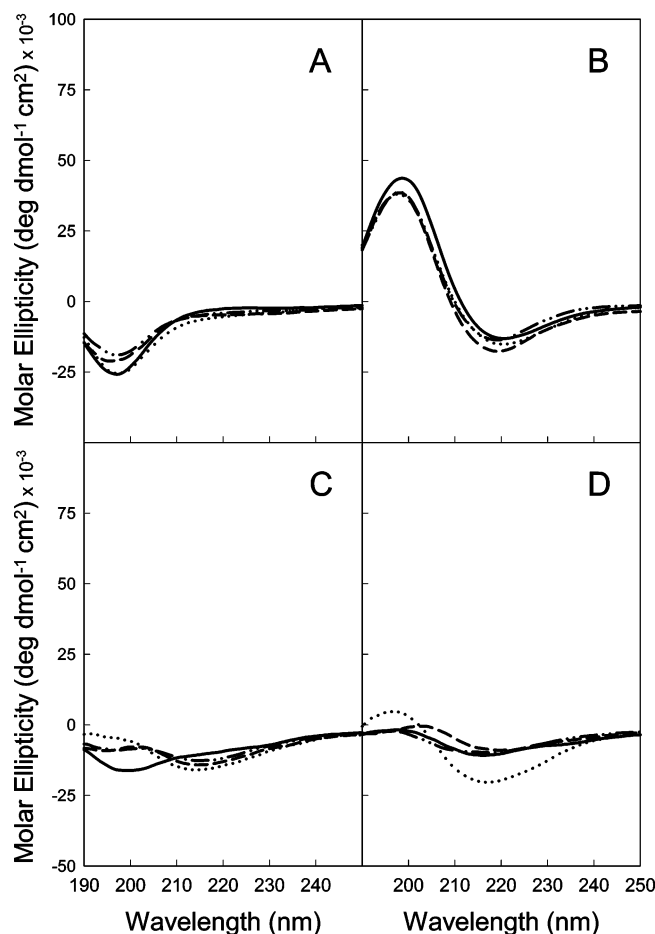 100
75
50
25
0
-25
A
B
Molar Ellipticity (deg dmol⁻¹ cm²) x 10⁻³
75
50
25
0
-25
-50
C
D
Molar Ellipticity (deg dmol⁻¹ cm²) x 10⁻³
190 200 210 220 230 240 200 210 220 230 240 250
Wavelength (nm) Wavelength (nm)